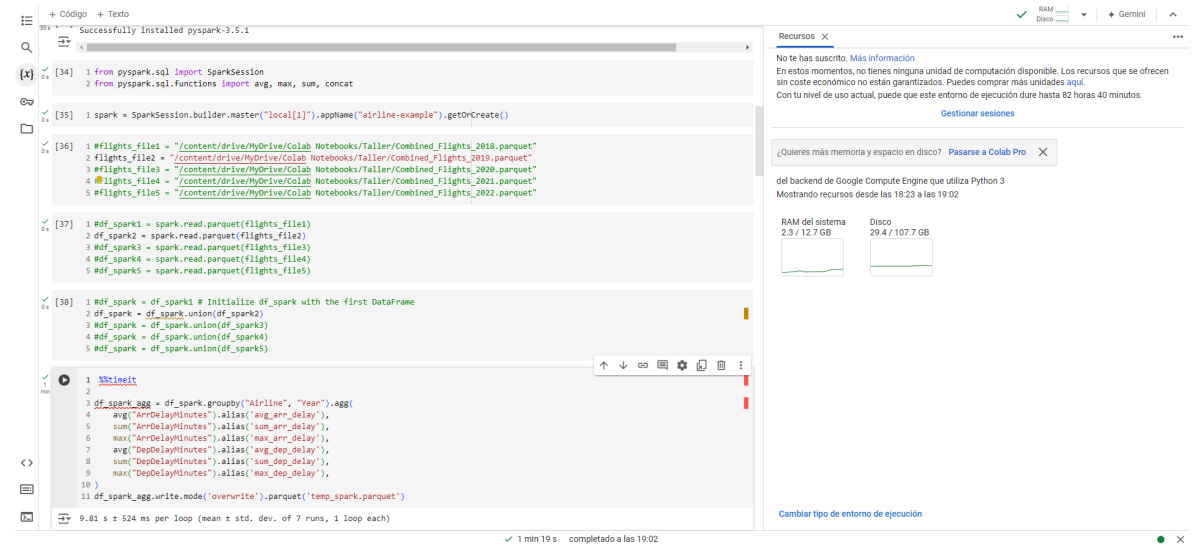 + Código + Texto
RAM
Disco
Gemini
53 s
Successfully installed pyspark-3.5.1
{x}
0 s
[34]
1 from pyspark.sql import SparkSession
2 from pyspark.sql.functions import avg, max, sum, concat
0 s
[35]
1 spark = SparkSession.builder.master("local[1]").appName("airline-example").getOrCreate()
0 s
[36]
1 #flights_file1 = "/content/drive/MyDrive/Colab Notebooks/Taller/Combined_Flights_2018.parquet"
2 flights_file2 = "/content/drive/MyDrive/Colab Notebooks/Taller/Combined_Flights_2019.parquet"
3 #flights_file3 = "/content/drive/MyDrive/Colab Notebooks/Taller/Combined_Flights_2020.parquet"
4 lights_file4 = "/content/drive/MyDrive/Colab Notebooks/Taller/Combined_Flights_2021.parquet"
5 #flights_file5 = "/content/drive/MyDrive/Colab Notebooks/Taller/Combined_Flights_2022.parquet"
0 s
[37]
1 #df_spark1 = spark.read.parquet(flights_file1)
2 df_spark2 = spark.read.parquet(flights_file2)
3 #df_spark3 = spark.read.parquet(flights_file3)
4 #df_spark4 = spark.read.parquet(flights_file4)
5 #df_spark5 = spark.read.parquet(flights_file5)
0 s
[38]
1 #df_spark = df_spark1 # Initialize df_spark with the first DataFrame
2 df_spark = df_spark.union(df_spark2)
3 #df_spark = df_spark.union(df_spark3)
4 #df_spark = df_spark.union(df_spark4)
5 #df_spark = df_spark.union(df_spark5)
1 min
1 %%timeit
2
3 df_spark_agg = df_spark.groupby("Airline", "Year").agg(
4 avg("ArrDelayMinutes").alias('avg_arr_delay'),
5 sum("ArrDelayMinutes").alias('sum_arr_delay'),
6 max("ArrDelayMinutes").alias('max_arr_delay'),
7 avg("DepDelayMinutes").alias('avg_dep_delay'),
8 sum("DepDelayMinutes").alias('sum_dep_delay'),
9 max("DepDelayMinutes").alias('max_dep_delay'),
10 )
11 df_spark_agg.write.mode('overwrite').parquet('temp_spark.parquet')
9.81 s ± 524 ms per loop (mean ± std. dev. of 7 runs, 1 loop each)
Recursos
No te has suscrito. Más información
En estos momentos, no tienes ninguna unidad de computación disponible. Los recursos que se ofrecen
sin coste económico no están garantizados. Puedes comprar más unidades aquí.
Con tu nivel de uso actual, puede que este entorno de ejecución dure hasta 82 horas 40 minutos.
Gestionar sesiones
¿Quieres más memoria y espacio en disco? Pasarse a Colab Pro
del backend de Google Compute Engine que utiliza Python 3
Mostrando recursos desde las 18:23 a las 19:02
RAM del sistema
2.3 / 12.7 GB
Disco
29.4 / 107.7 GB
Cambiar tipo de entorno de ejecución
1 min 19 s completado a las 19:02